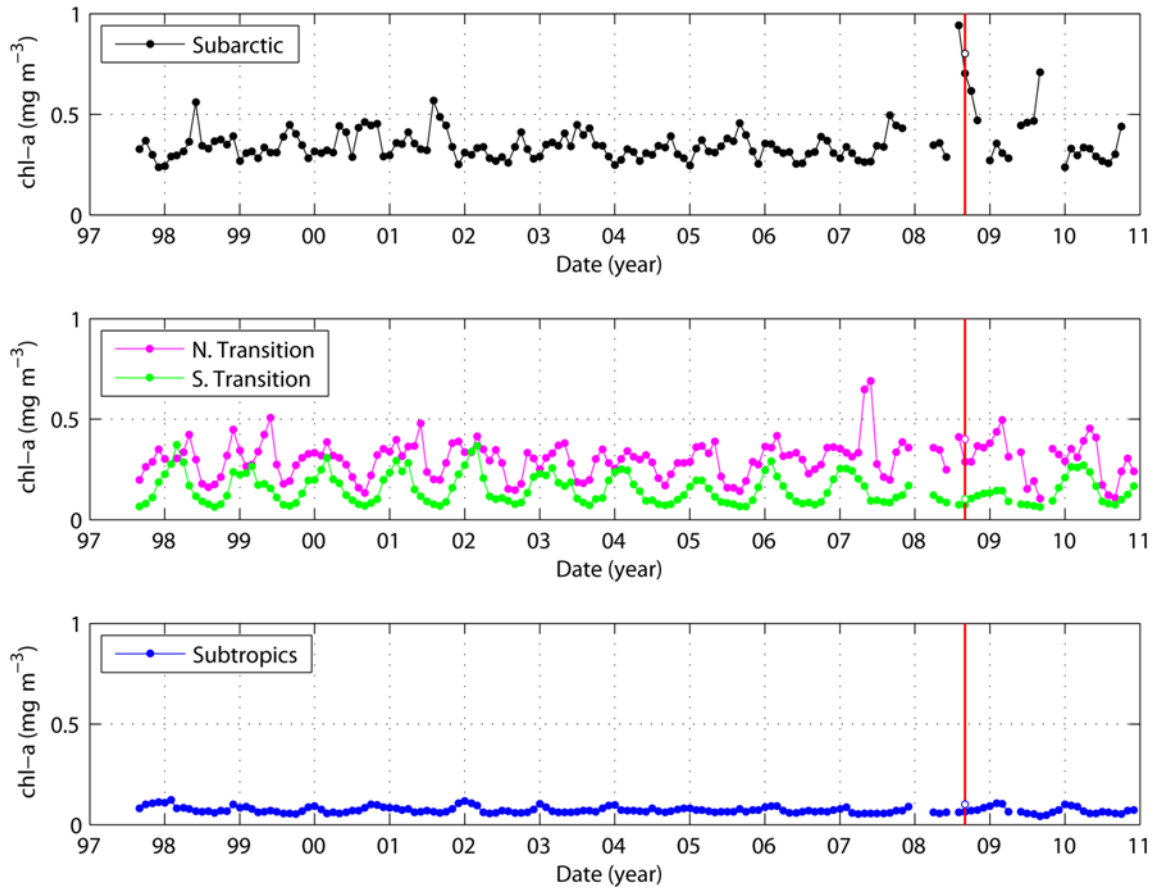 1
Subarctic
chl-a (mg m⁻³)
0.5
0
97 98 99 00 01 02 03 04 05 06 07 08 09 10 11
Date (year)
1
N. Transition
S. Transition
chl-a (mg m⁻³)
0.5
0
97 98 99 00 01 02 03 04 05 06 07 08 09 10 11
Date (year)
1
Subtropics
chl-a (mg m⁻³)
0.5
0
97 98 99 00 01 02 03 04 05 06 07 08 09 10 11
Date (year)